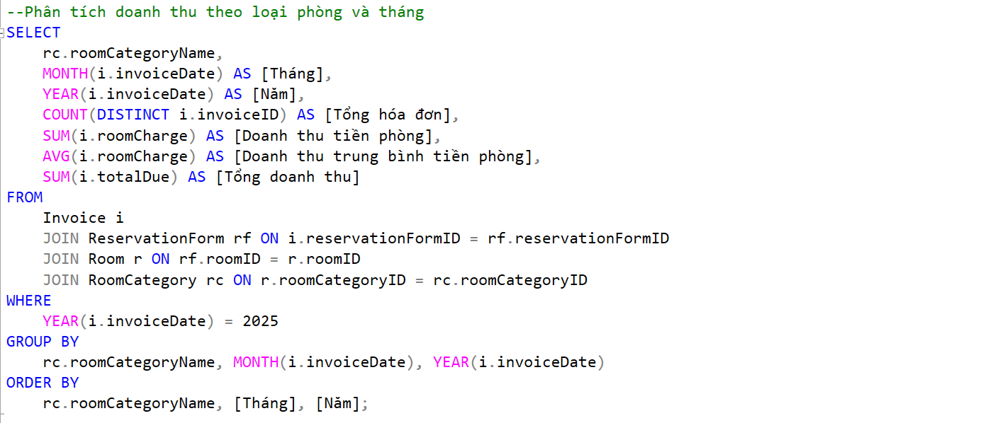 --Phân tích doanh thu theo loại phòng và tháng
SELECT
    rc.roomCategoryName,
    MONTH(i.invoiceDate) AS [Tháng],
    YEAR(i.invoiceDate) AS [Năm],
    COUNT(DISTINCT i.invoiceID) AS [Tổng hóa đơn],
    SUM(i.roomCharge) AS [Doanh thu tiền phòng],
    AVG(i.roomCharge) AS [Doanh thu trung bình tiền phòng],
    SUM(i.totalDue) AS [Tổng doanh thu]
FROM
    Invoice i
    JOIN ReservationForm rf ON i.reservationFormID = rf.reservationFormID
    JOIN Room r ON rf.roomID = r.roomID
    JOIN RoomCategory rc ON r.roomCategoryID = rc.roomCategoryID
WHERE
    YEAR(i.invoiceDate) = 2025
GROUP BY
    rc.roomCategoryName, MONTH(i.invoiceDate), YEAR(i.invoiceDate)
ORDER BY
    rc.roomCategoryName, [Tháng], [Năm];